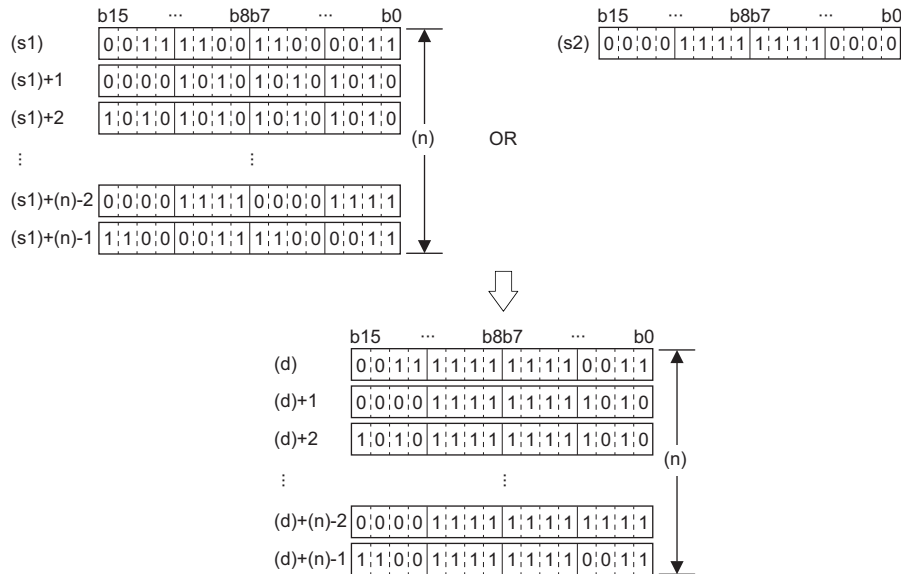 b15 ··· b8b7 ··· b0
(s1) 0 0 1 1 1 1 0 0 1 1 0 0 0 0 1 1
(s1)+1 0 0 0 0 1 0 1 0 1 0 1 0 1 0 1 0
(s1)+2 1 0 1 0 1 0 1 0 1 0 1 0 1 0 1 0
⋮ ⋮
(s1)+(n)-2 0 0 0 0 1 1 1 1 0 0 0 0 1 1 1 1
(s1)+(n)-1 1 1 0 0 0 0 1 1 1 1 0 0 0 0 1 1
(n)
OR
b15 ··· b8b7 ··· b0
(s2) 0 0 0 0 1 1 1 1 1 1 1 1 0 0 0 0
b15 ··· b8b7 ··· b0
(d) 0 0 1 1 1 1 1 1 1 1 1 1 0 0 1 1
(d)+1 0 0 0 0 1 1 1 1 1 1 1 1 1 0 1 0
(d)+2 1 0 1 0 1 1 1 1 1 1 1 1 1 0 1 0
⋮ ⋮
(d)+(n)-2 0 0 0 0 1 1 1 1 1 1 1 1 1 1 1 1
(d)+(n)-1 1 1 0 0 1 1 1 1 1 1 1 1 0 0 1 1
(n)